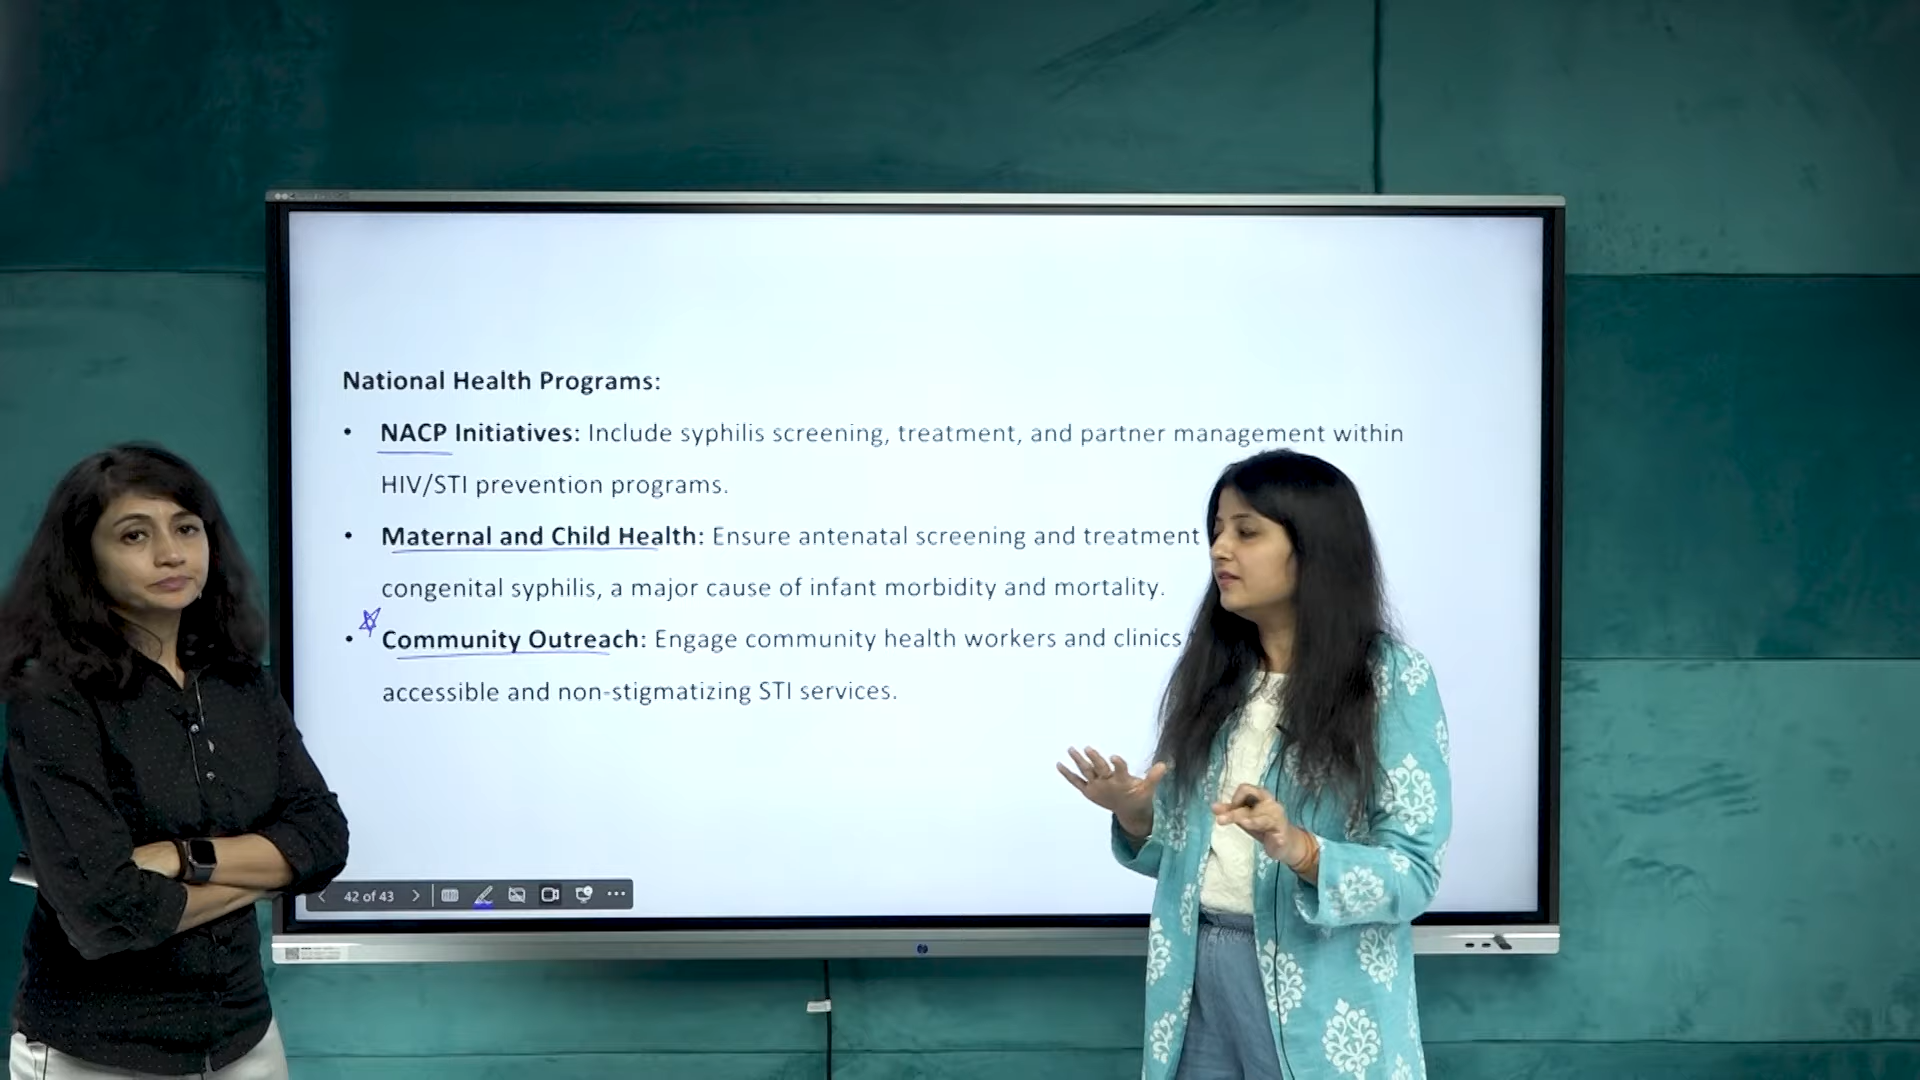 National Health Programs:
• NACP Initiatives: Include syphilis screening, treatment, and partner management within
HIV/STI prevention programs.
• Maternal and Child Health: Ensure antenatal screening and treatment
congenital syphilis, a major cause of infant morbidity and mortality.
• Community Outreach: Engage community health workers and clinics
accessible and non-stigmatizing STI services.
42 of 43